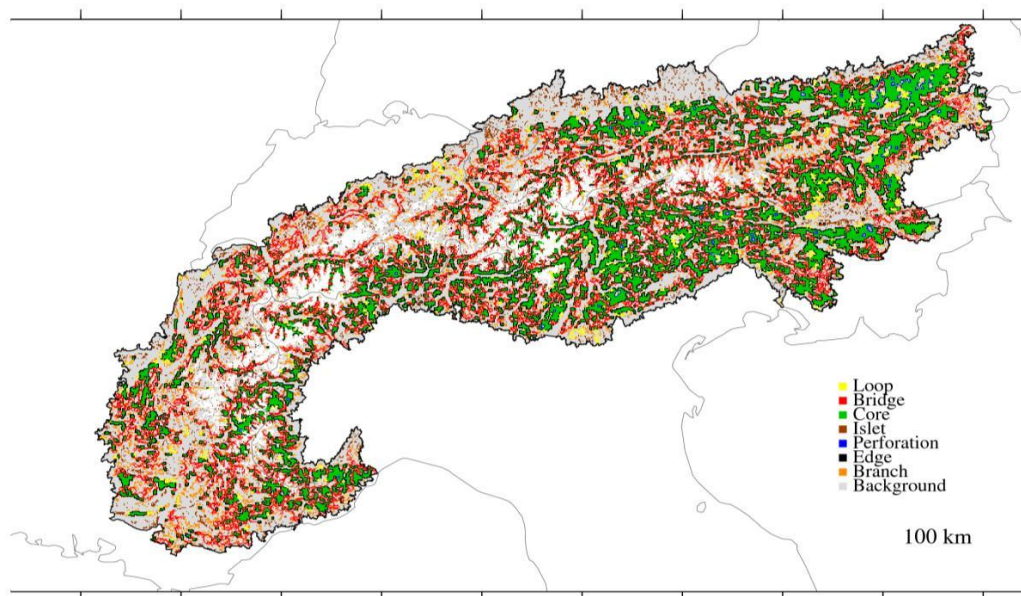 Loop
Bridge
Core
Islet
Perforation
Edge
Branch
Background
100 km